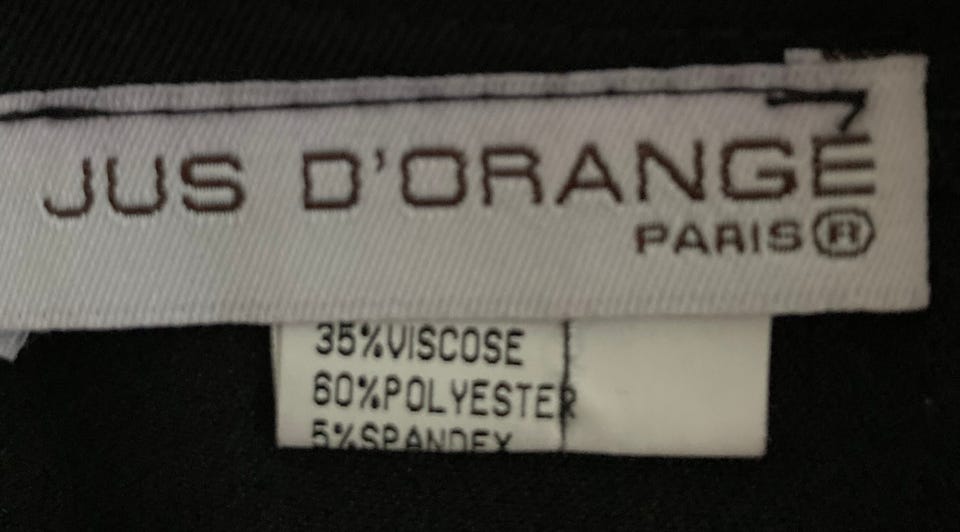 JUS D'ORANGE
PARIS®
35%VISCOSE
60%POLYESTER
5%SPANDEX